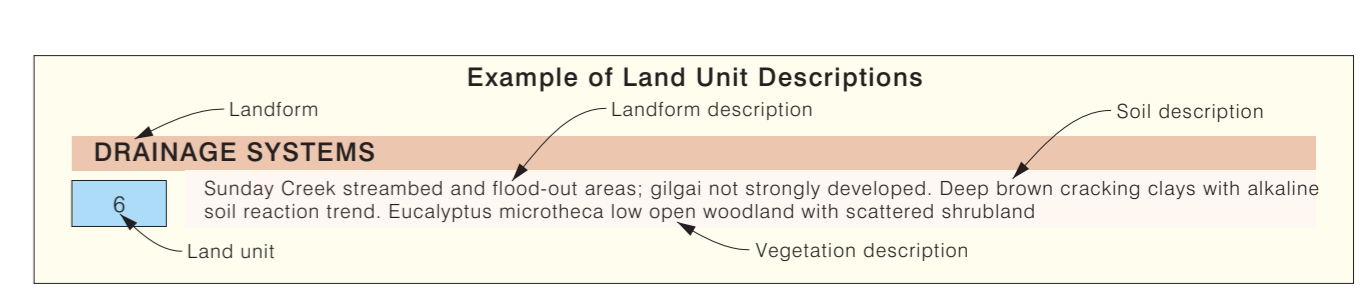 Example of Land Unit Descriptions
Landform
Landform description
Soil description
DRAINAGE SYSTEMS
6
Sunday Creek streambed and flood-out areas; gilgai not strongly developed. Deep brown cracking clays with alkaline
soil reaction trend. Eucalyptus microtheca low open woodland with scattered shrubland
Land unit
Vegetation description